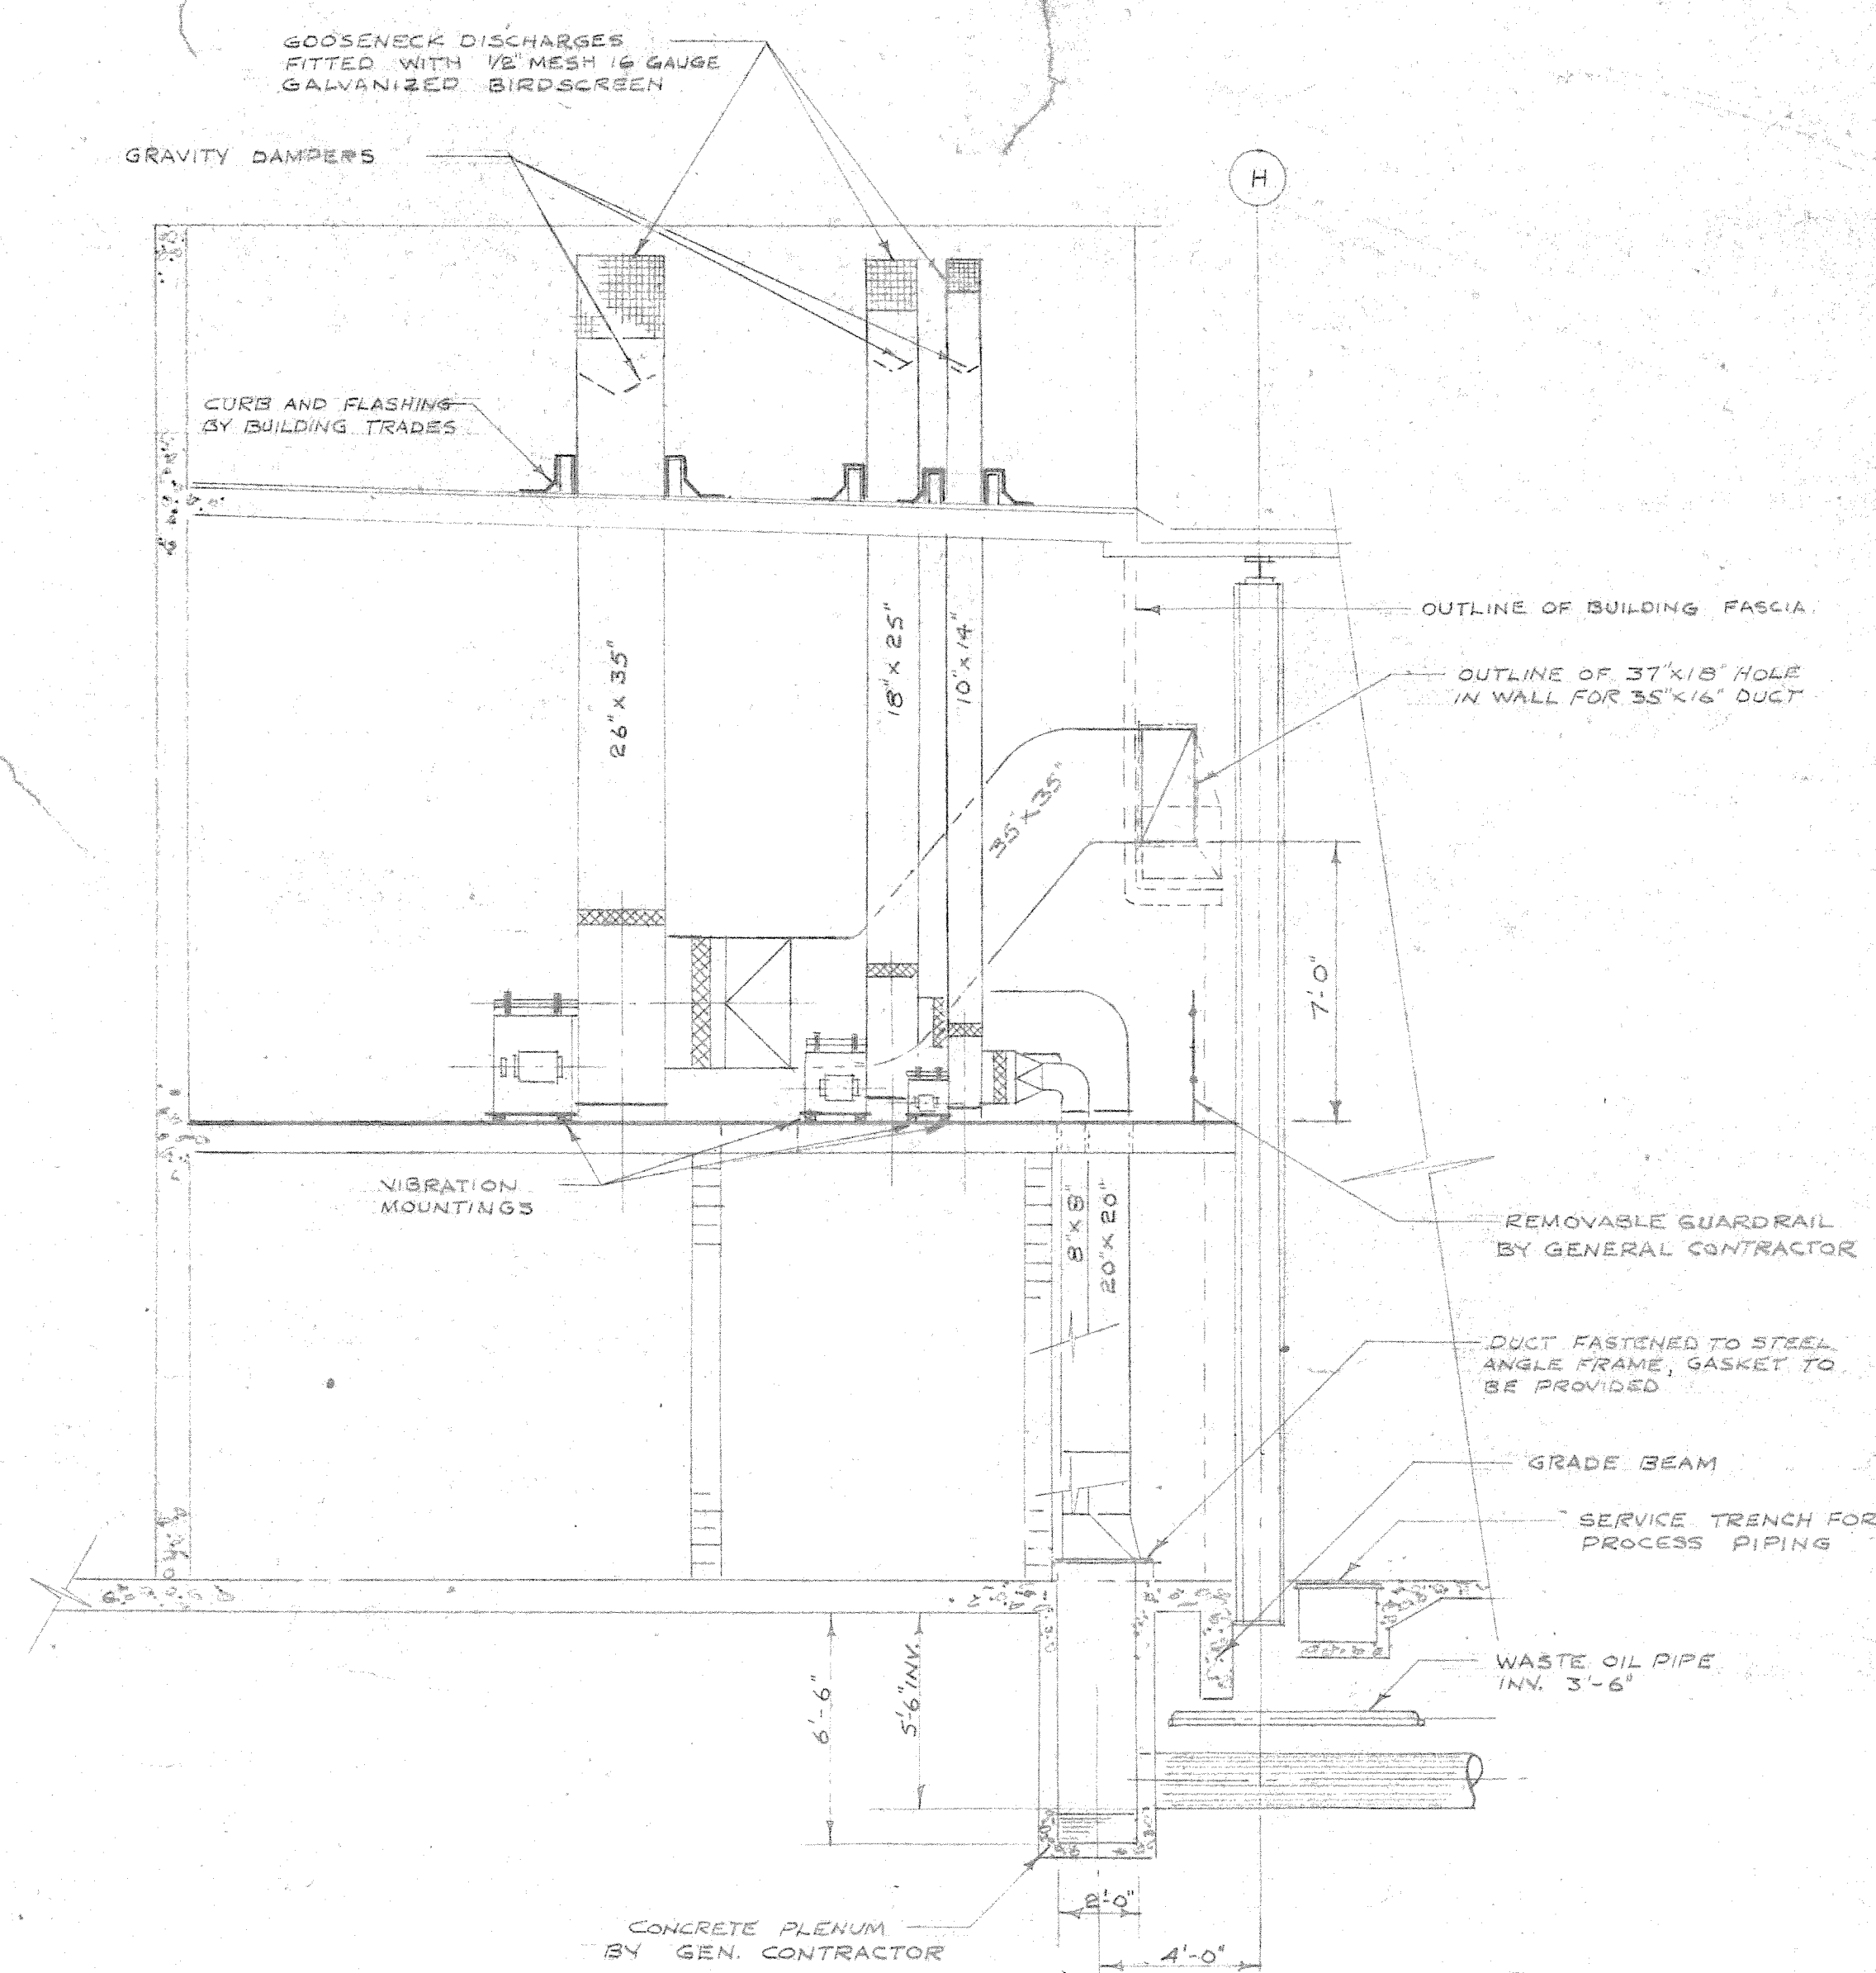 GOOSENECK DISCHARGES
FITTED WITH 1/2" MESH 16 GAUGE
GALVANIZED BIRDSCREEN
GRAVITY DAMPERS
H
CURB AND FLASHING
BY BUILDING TRADES
OUTLINE OF BUILDING FASCIA.
OUTLINE OF 37"x18" HOLE
IN WALL FOR 35"x16" DUCT
26" x 35"
18" x 25"
10" x 14"
35" x 35"
7'-0"
VIBRATION
MOUNTINGS
8" x 8"
20" x 20"
REMOVABLE GUARDRAIL
BY GENERAL CONTRACTOR
DUCT FASTENED TO STEEL
ANGLE FRAME, GASKET TO
BE PROVIDED
GRADE BEAM
SERVICE TRENCH FOR
PROCESS PIPING
WASTE OIL PIPE
INV. 3'-6"
6'-6"
5'-6" INV.
2'-0"
4'-0"
CONCRETE PLENUM
BY GEN. CONTRACTOR